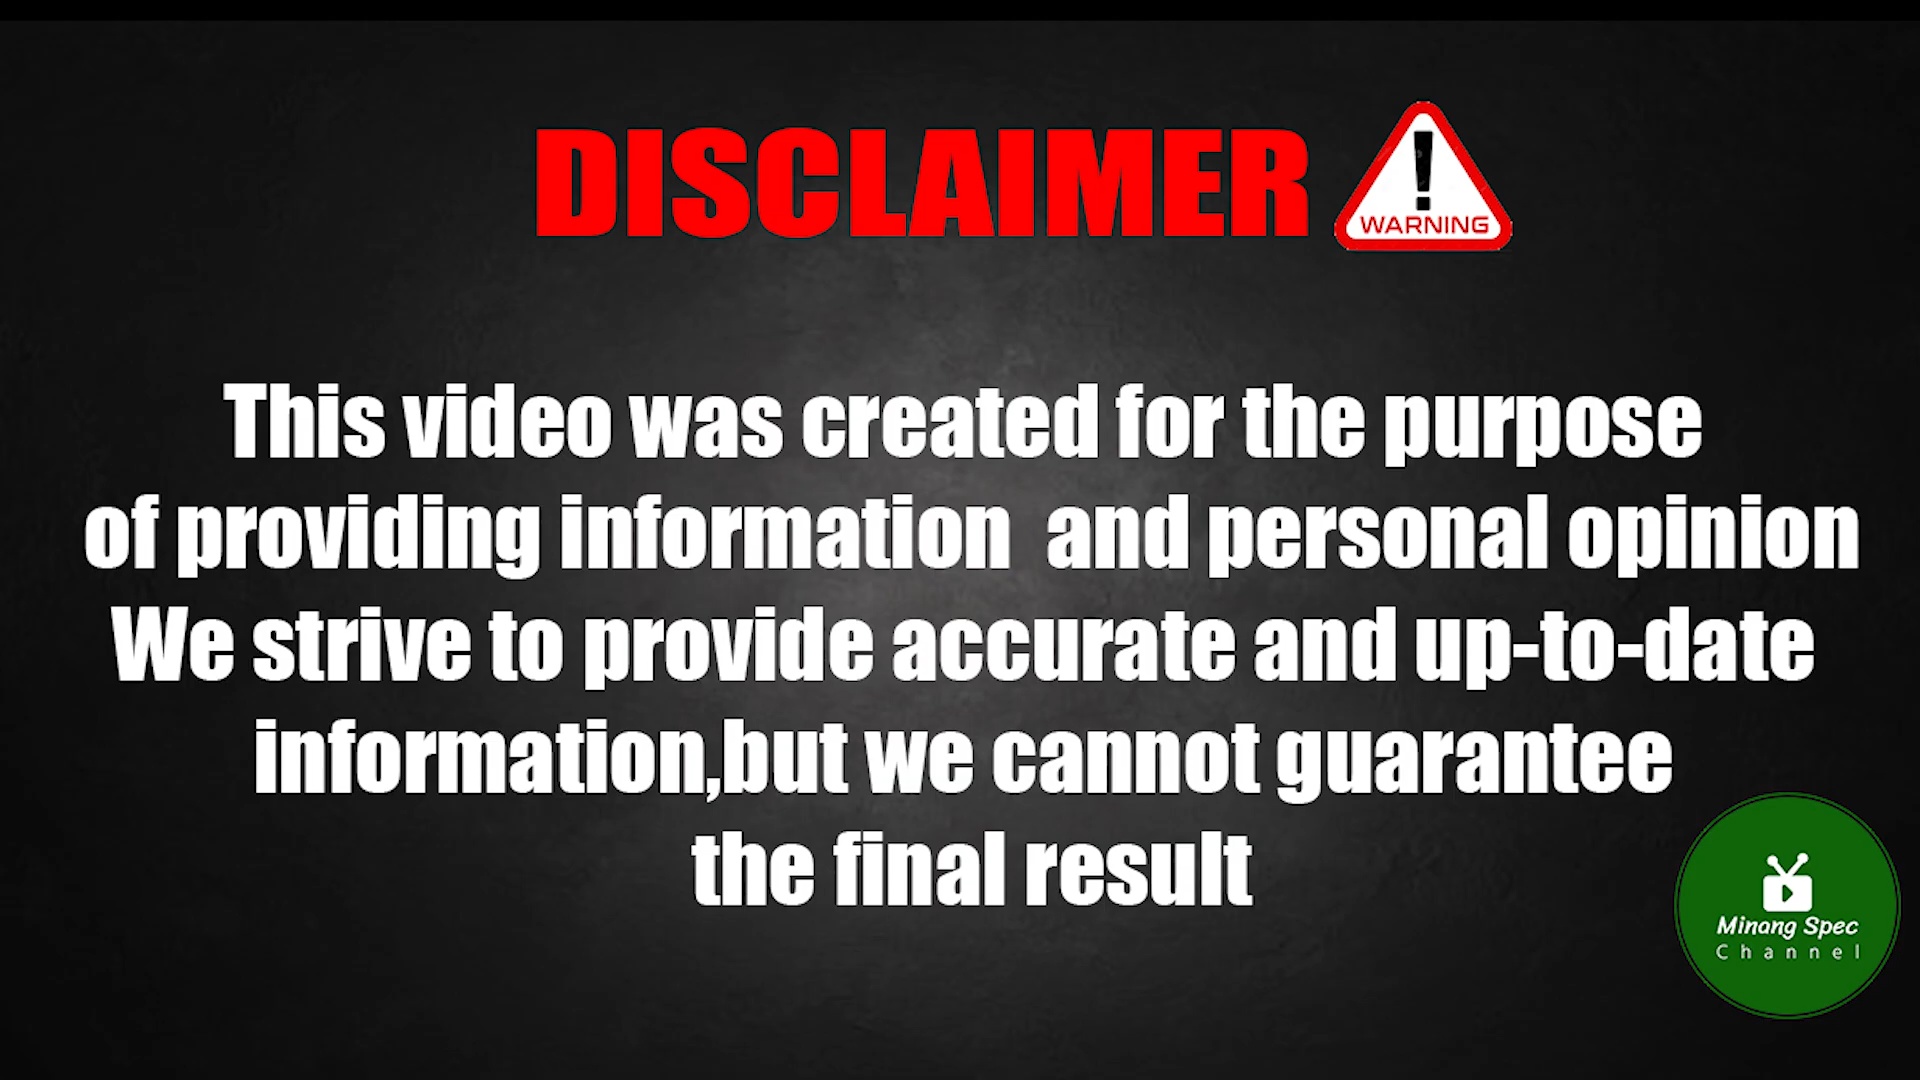 DISCLAIMER
WARNING
This video was created for the purpose
of providing information and personal opinion
We strive to provide accurate and up-to-date
information,but we cannot guarantee
the final result
Minang Spec
Channel